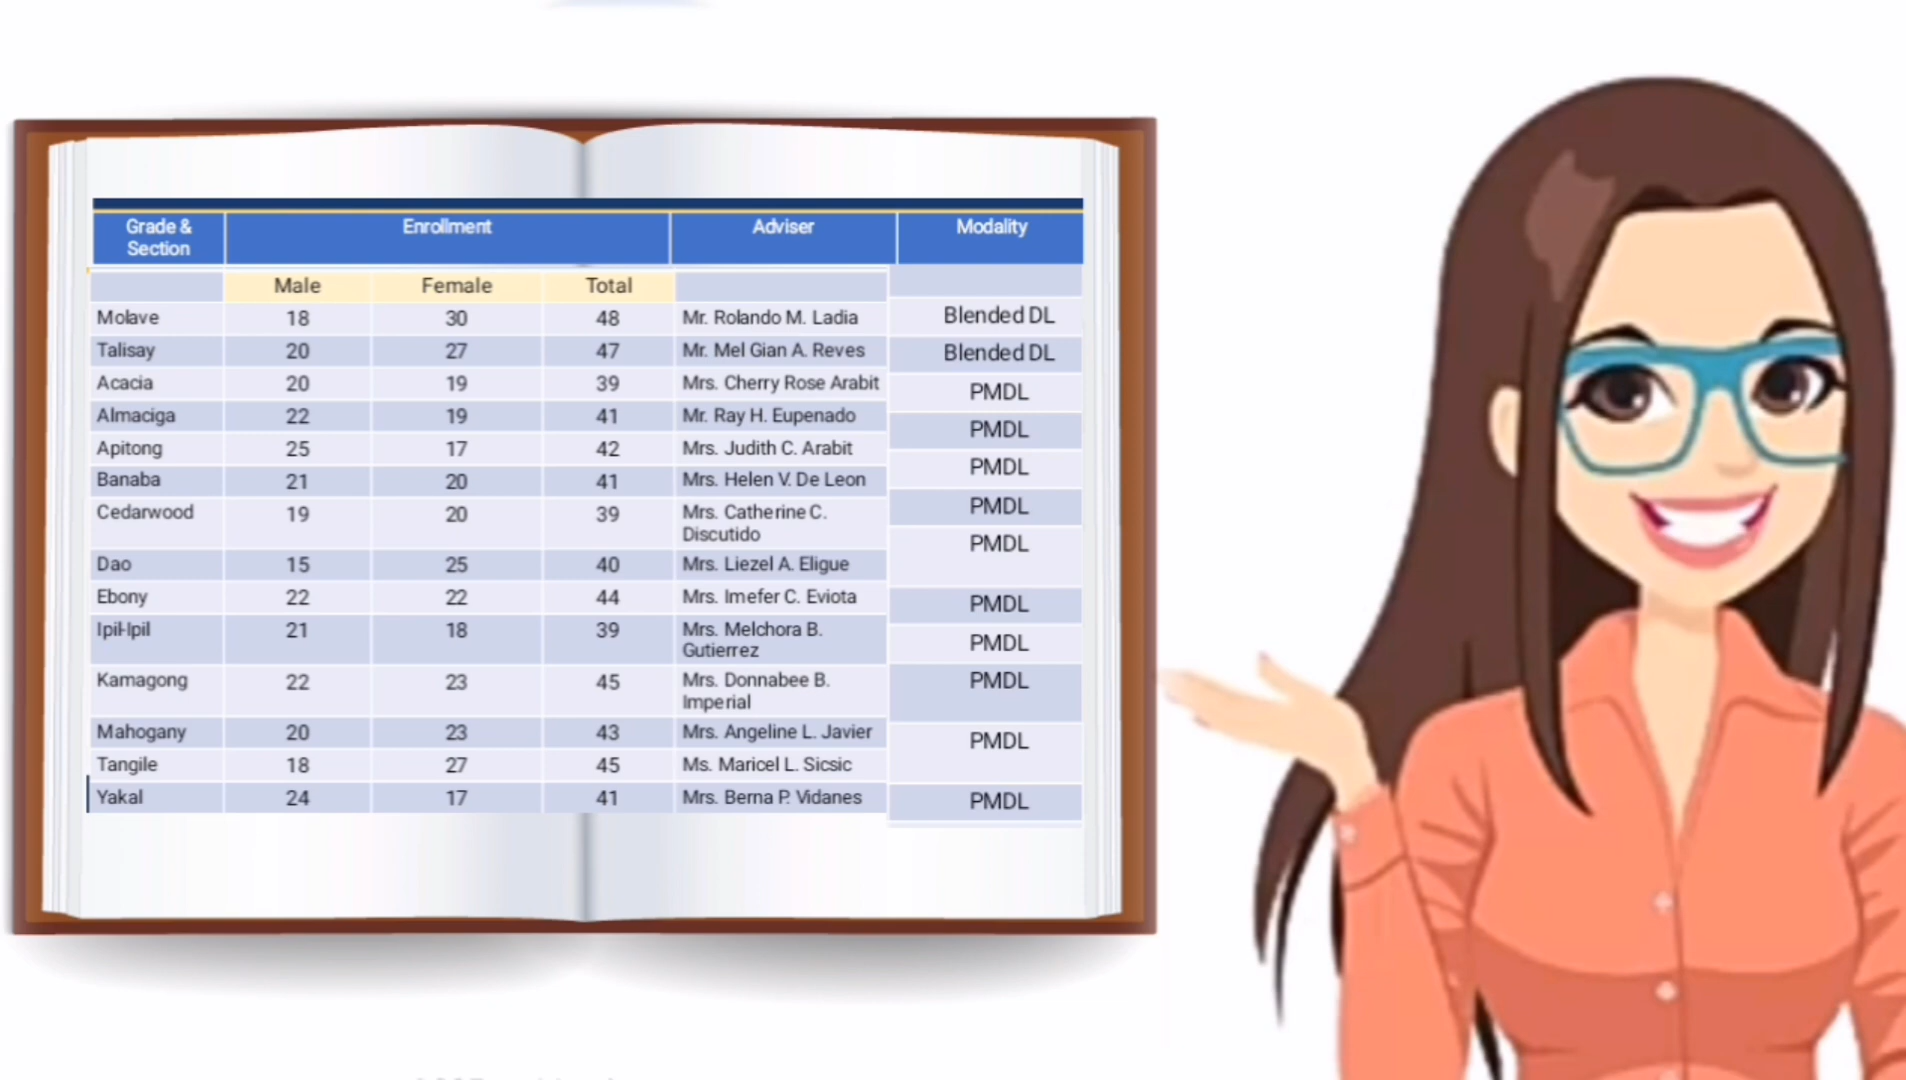 Grade & Section Enrollment Adviser Modality
Male Female Total
Molave 18 30 48 Mr. Rolando M. Ladia Blended DL
Talisay 20 27 47 Mr. Mel Gian A. Reves Blended DL
Acacia 20 19 39 Mrs. Cherry Rose Arabit PMDL
Almaciga 22 19 41 Mr. Ray H. Eupenado PMDL
Apitong 25 17 42 Mrs. Judith C. Arabit PMDL
Banaba 21 20 41 Mrs. Helen V. De Leon PMDL
Cedarwood 19 20 39 Mrs. Catherine C. Discutido PMDL
Dao 15 25 40 Mrs. Liezel A. Eligue PMDL
Ebony 22 22 44 Mrs. Imefer C. Eviota PMDL
Ipil-Ipil 21 18 39 Mrs. Melchora B. Gutierrez PMDL
Kamagong 22 23 45 Mrs. Donnabee B. Imperial PMDL
Mahogany 20 23 43 Mrs. Angeline L. Javier
Tangile 18 27 45 Ms. Maricel L. Sicsic
Yakal 24 17 41 Mrs. Berna P. Vidanes PMDL